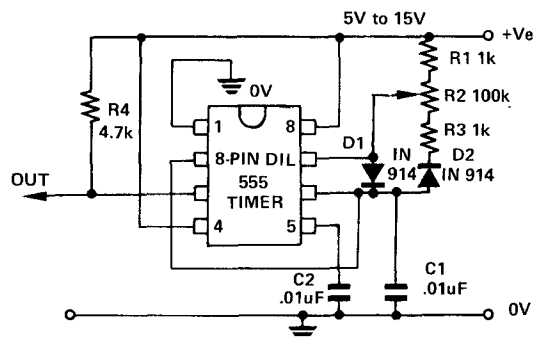 5V to 15V
+Ve
R1 1k
R4
4.7k
0V
R2 100k
1
8
R3 1k
8-PIN DIL
D1
IN
914
D2
IN 914
OUT
555
TIMER
4
5
C2
.01uF
C1
.01uF
0V